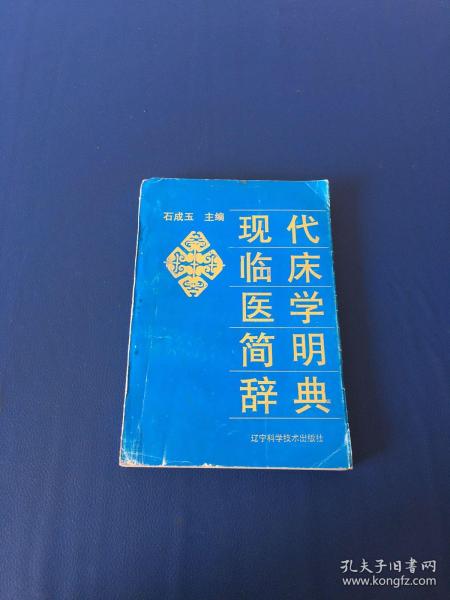 石成玉 主编
现代
临床
医学
简明
辞典
辽宁科学技术出版社
孔夫子旧书网
www.kongfz.com